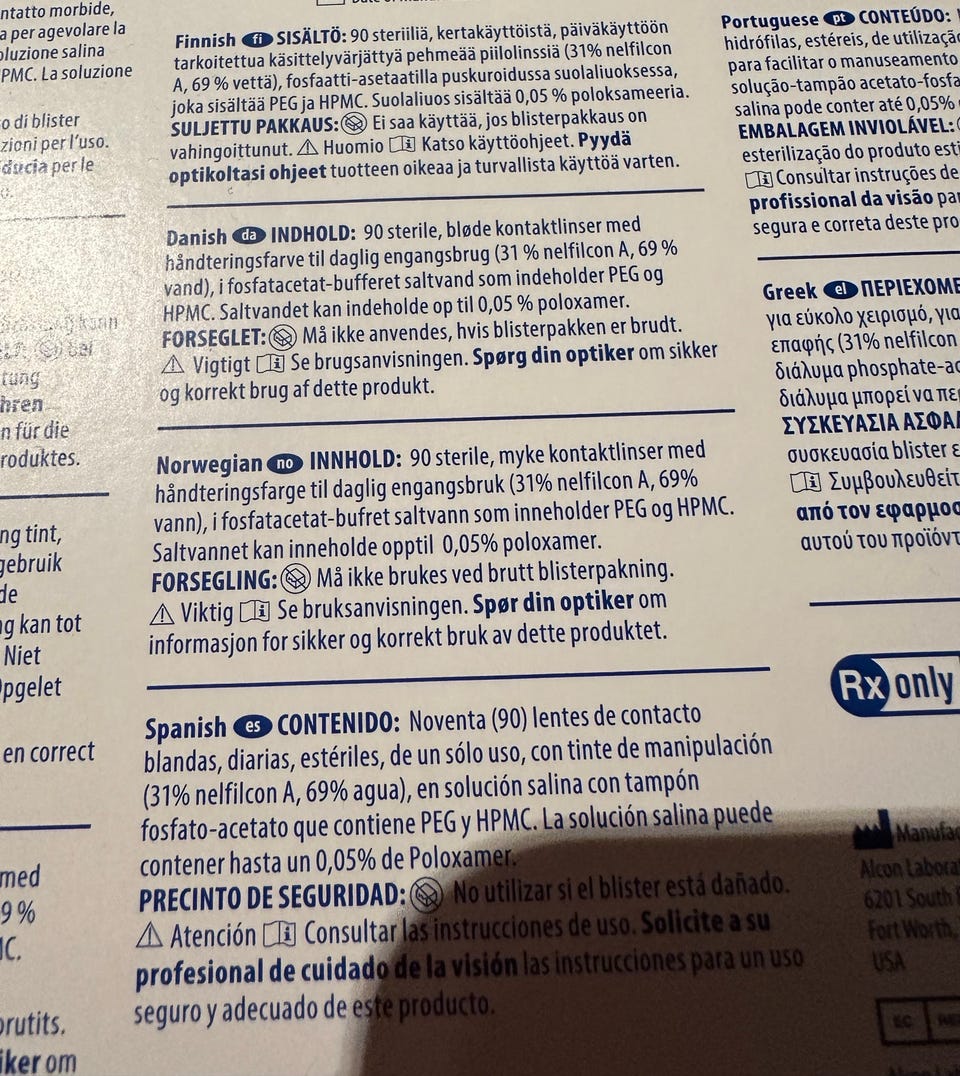 ntatto morbide,
a per agevolare la
oluzione salina
PMC. La soluzione
o di blister
zioni per l'uso.
ducia per le
kann
bei
tung
hren
n für die
roduktes.
ng tint,
gebruik
de
ng kan tot
Niet
Opgelet
en correct
med
9 %
C.
brutits.
iker om
Finnish fi SISÄLTÖ: 90 steriiliä, kertakäyttöistä, päiväkäyttöön
tarkoitettua käsittelyvärjättyä pehmeää piilolinssiä (31% nelfilcon
A, 69 % vettä), fosfaatti-asetaatilla puskuroidussa suolaliuoksessa,
joka sisältää PEG ja HPMC. Suolaliuos sisältää 0,05 % poloksameeria.
SULJETTU PAKKAUS: Ei saa käyttää, jos blisterpakkaus on
vahingoittunut. Huomio Katso käyttöohjeet. Pyydä
optikoltasi ohjeet tuotteen oikeaa ja turvallista käyttöä varten.
Danish da INDHOLD: 90 sterile, bløde kontaktlinser med
håndteringsfarve til daglig engangsbrug (31 % nelfilcon A, 69 %
vand), i fosfatacetat-bufferet saltvand som indeholder PEG og
HPMC. Saltvandet kan indeholde op til 0,05 % poloxamer.
FORSEGLET: Må ikke anvendes, hvis blisterpakken er brudt.
Vigtigt Se brugsanvisningen. Spørg din optiker om sikker
og korrekt brug af dette produkt.
Norwegian no INNHOLD: 90 sterile, myke kontaktlinser med
håndteringsfarge til daglig engangsbruk (31% nelfilcon A, 69%
vann), i fosfatacetat-bufret saltvann som inneholder PEG og HPMC.
Saltvannet kan inneholde opptil 0,05% poloxamer.
FORSEGLING: Må ikke brukes ved brutt blisterpakning.
Viktig Se bruksanvisningen. Spør din optiker om
informasjon for sikker og korrekt bruk av dette produktet.
Spanish es CONTENIDO: Noventa (90) lentes de contacto
blandas, diarias, estériles, de un sólo uso, con tinte de manipulación
(31% nelfilcon A, 69% agua), en solución salina con tampón
fosfato-acetato que contiene PEG y HPMC. La solución salina puede
contener hasta un 0,05% de Poloxamer.
PRECINTO DE SEGURIDAD: No utilizar si el blister está dañado.
Atención Consultar las instrucciones de uso. Solicite a su
profesional de cuidado de la visión las instrucciones para un uso
seguro y adecuado de este producto.
Portuguese pt CONTEÚDO:
hidrófilas, estéreis, de utilizaçã
para facilitar o manuseamento
solução-tampão acetato-fosfa
salina pode conter até 0,05%
EMBALAGEM INVIOLÁVEL:
esterilização do produto est
Consultar instruções de
profissional da visão pa
segura e correta deste pro
Greek el ΠΕΡΙΕΧΟΜΕ
για εύκολο χειρισμό, για
επαφής (31% nelfilcon
διάλυμα phosphate-ac
διάλυμα μπορεί να πε
ΣΥΣΚΕΥΑΣΙΑ ΑΣΦΑΛ
συσκευασία blister ε
Συμβουλευθείτ
από τον εφαρμοσ
αυτού του προϊόντ
Rx only
Manufac
Alcon Labora
6201 South F
Fort Worth,
USA
EC